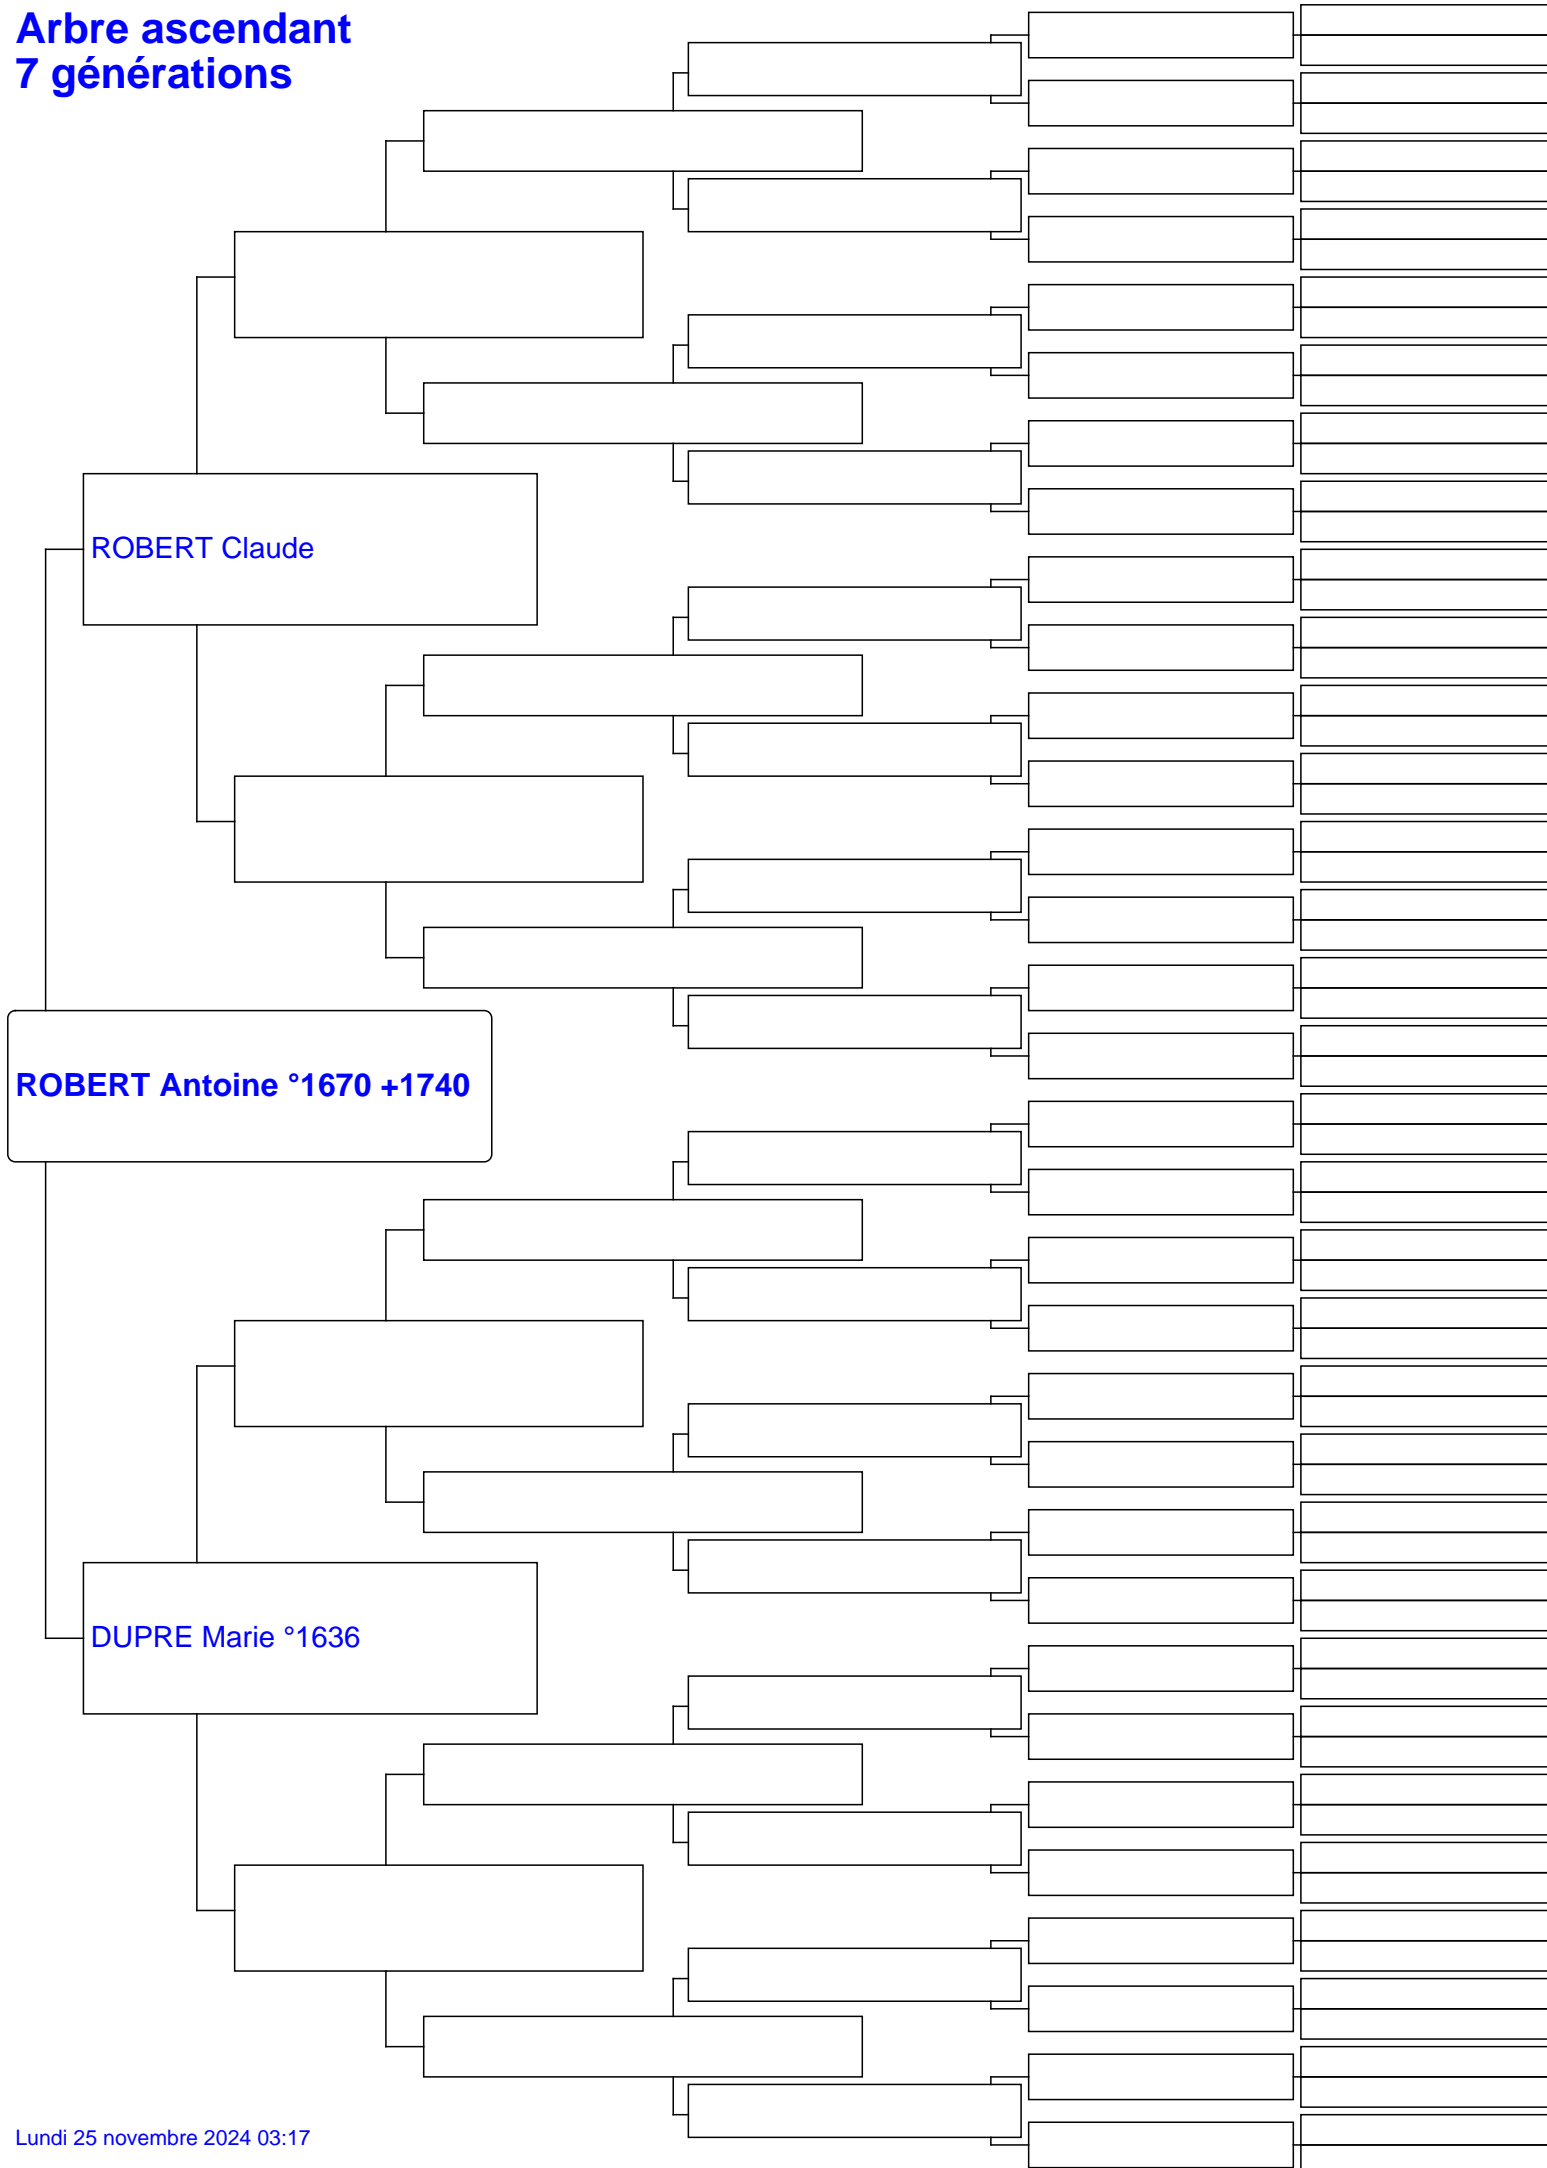 Arbre ascendant
7 générations
ROBERT Claude
ROBERT Antoine °1670 +1740
DUPRE Marie °1636
Lundi 25 novembre 2024 03:17